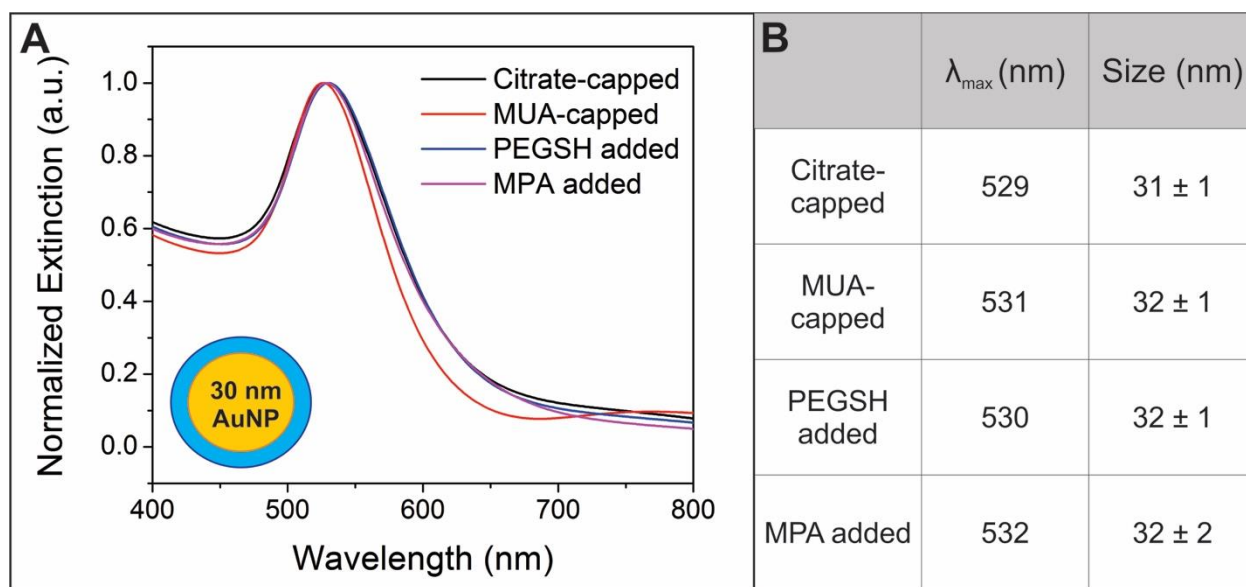 A
Normalized Extinction (a.u.)
1.0
0.8
0.6
0.4
0.2
0.0
400
500
600
700
800
Wavelength (nm)
Citrate-capped
MUA-capped
PEGSH added
MPA added
30 nm
AuNP
B
λmax (nm) Size (nm)
Citrate-
capped
529 31 ± 1
MUA-
capped
531 32 ± 1
PEGSH
added
530 32 ± 1
MPA added 532 32 ± 2